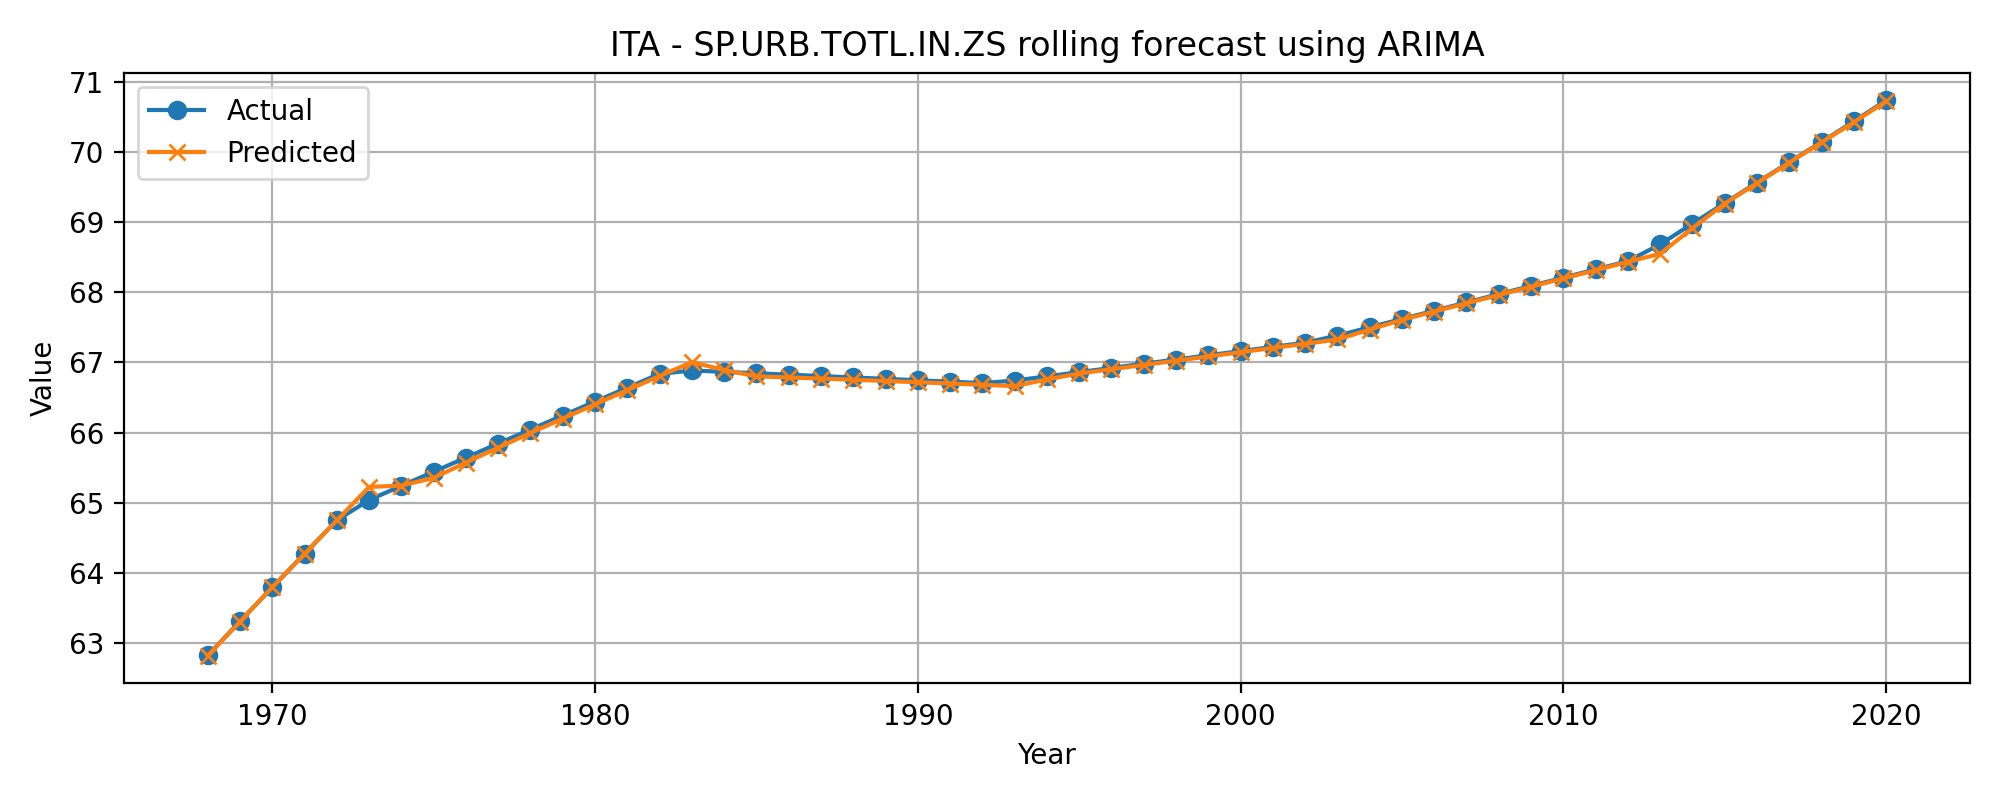 ITA - SP.URB.TOTL.IN.ZS rolling forecast using ARIMA
Actual
Predicted
71
70
69
68
67
66
65
64
63
Value
1970 1980 1990 2000 2010 2020
Year